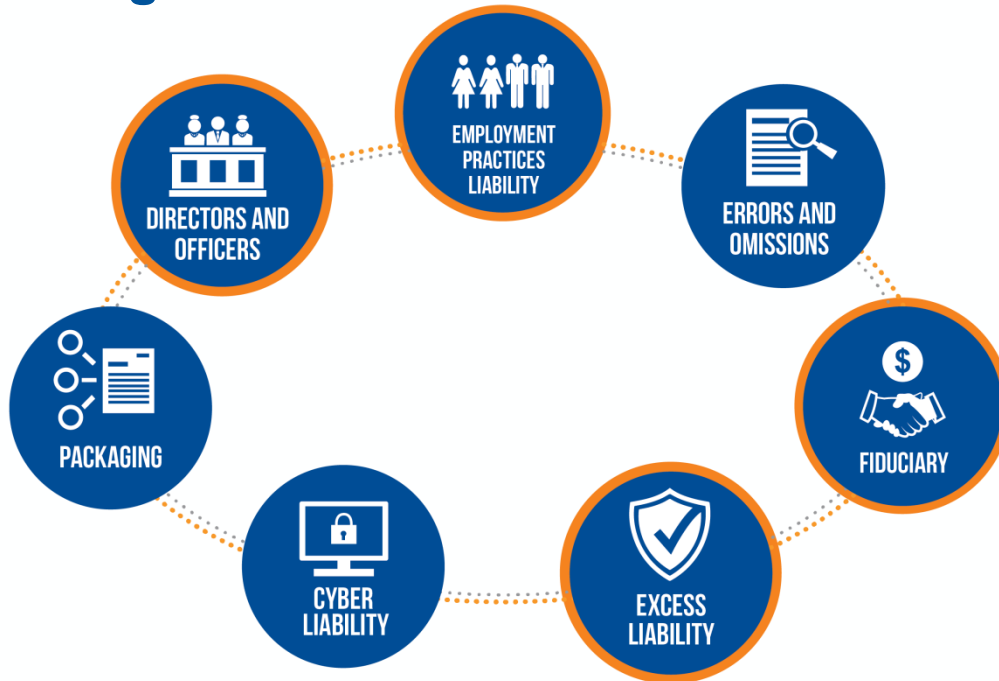 EMPLOYMENT
PRACTICES
LIABILITY
DIRECTORS AND
OFFICERS
ERRORS AND
OMISSIONS
PACKAGING
$
FIDUCIARY
CYBER
LIABILITY
EXCESS
LIABILITY